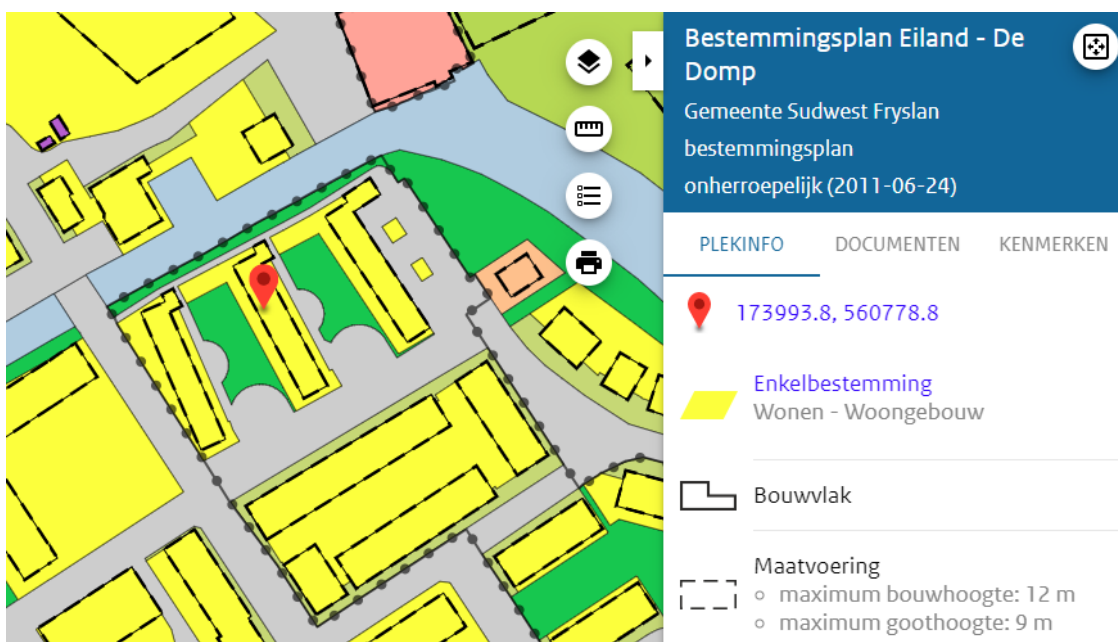 Bestemmingsplan Eiland - De
Domp
Gemeente Sudwest Fryslan
bestemmingsplan
onherroepelijk (2011-06-24)
PLEKINFO DOCUMENTEN KENMERKEN
173993.8, 560778.8
Enkelbestemming
Wonen - Woongebouw
Bouwvlak
Maatvoering
maximum bouwhoogte: 12 m
maximum goothoogte: 9 m